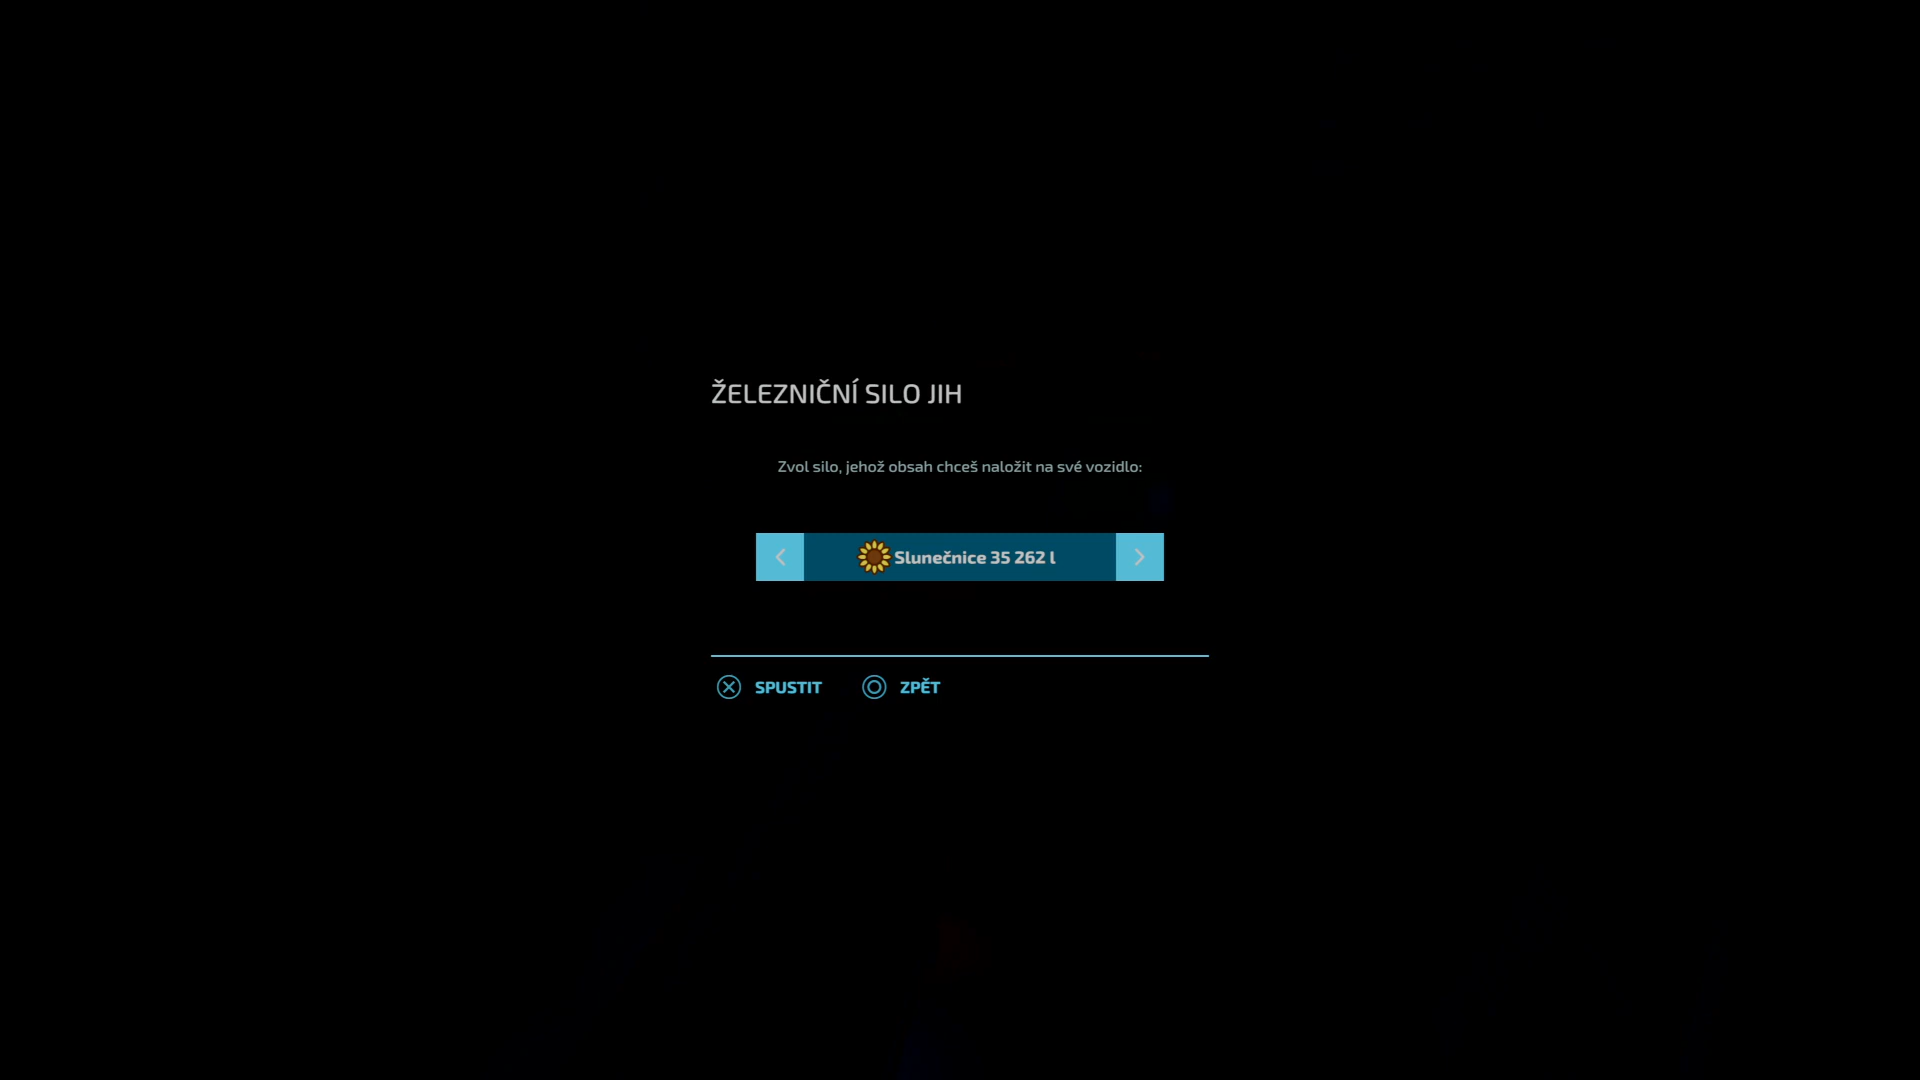 ŽELEZNIČNÍ SILO JIH
Zvol silo, jehož obsah chceš naložit na své vozidlo:
Slunečnice 35 262 l
SPUSTIT ZPĚT